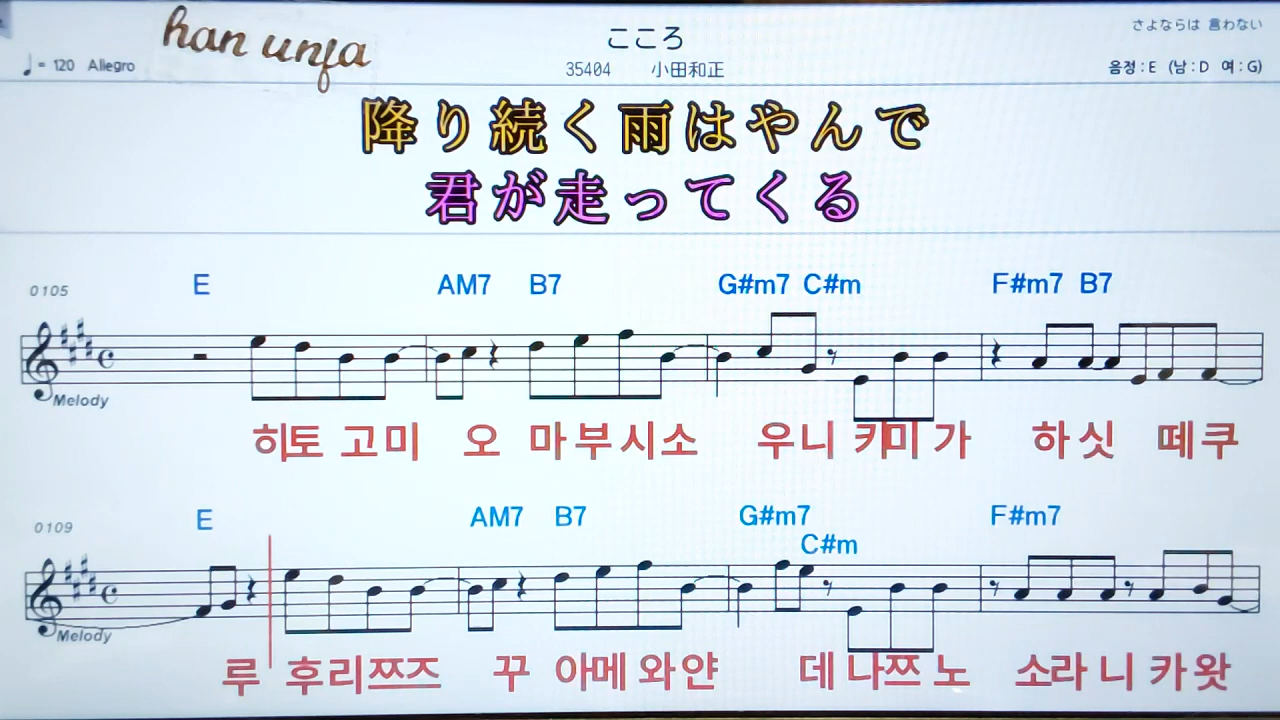 han unja
こころ
さよならは 言わない
♩= 120 Allegro
35404 小田和正
음정 : E (남 : D 여 : G)
降り続く雨はやんで
君が走ってくる
0105
E AM7 B7 G#m7 C#m F#m7 B7
Melody
히토 고미 오 마부시소 우니 키미 가 하싯 떼쿠
0109
E AM7 B7 G#m7 C#m F#m7
Melody
루 후리쯔즈 꾸 아메 와얀 데 나쯔 노 소라 니 카 왓